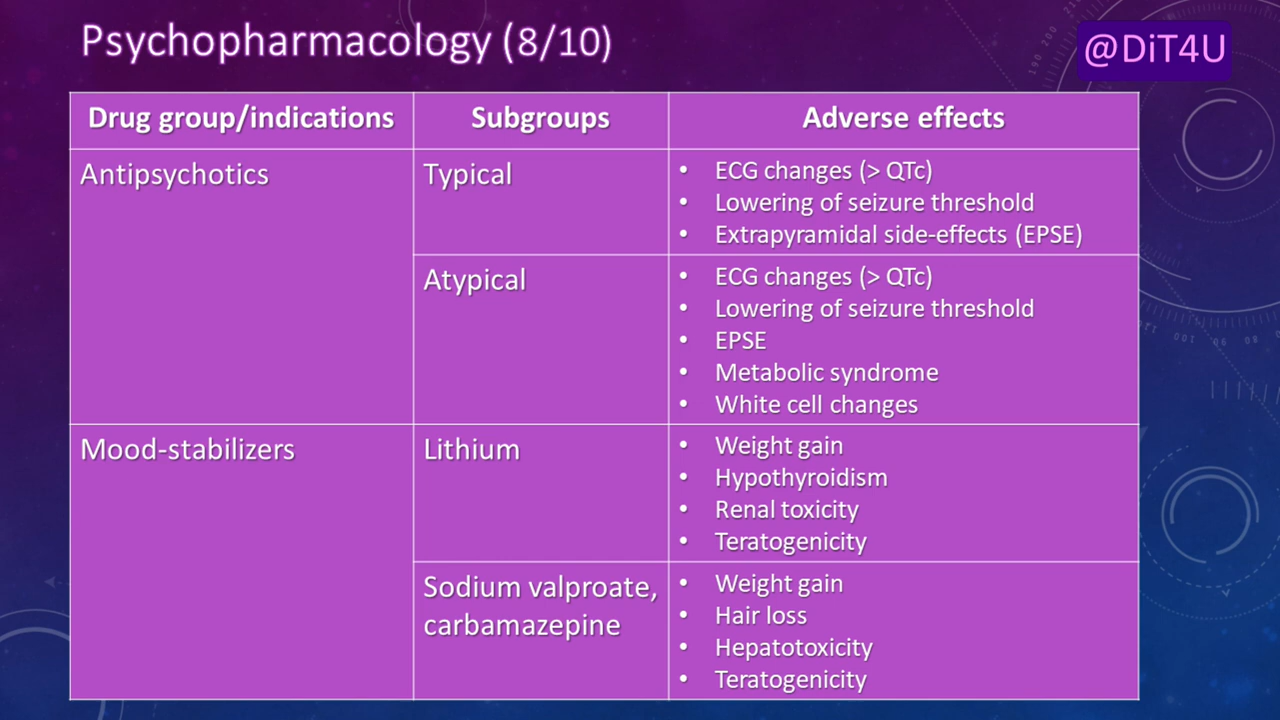 Psychopharmacology (8/10)
@DiT4U
Drug group/indications
Subgroups
Adverse effects
Antipsychotics
Typical
• ECG changes (> QTc)
• Lowering of seizure threshold
• Extrapyramidal side-effects (EPSE)
Atypical
• ECG changes (> QTc)
• Lowering of seizure threshold
• EPSE
• Metabolic syndrome
• White cell changes
Mood-stabilizers
Lithium
• Weight gain
• Hypothyroidism
• Renal toxicity
• Teratogenicity
Sodium valproate,
carbamazepine
• Weight gain
• Hair loss
• Hepatotoxicity
• Teratogenicity